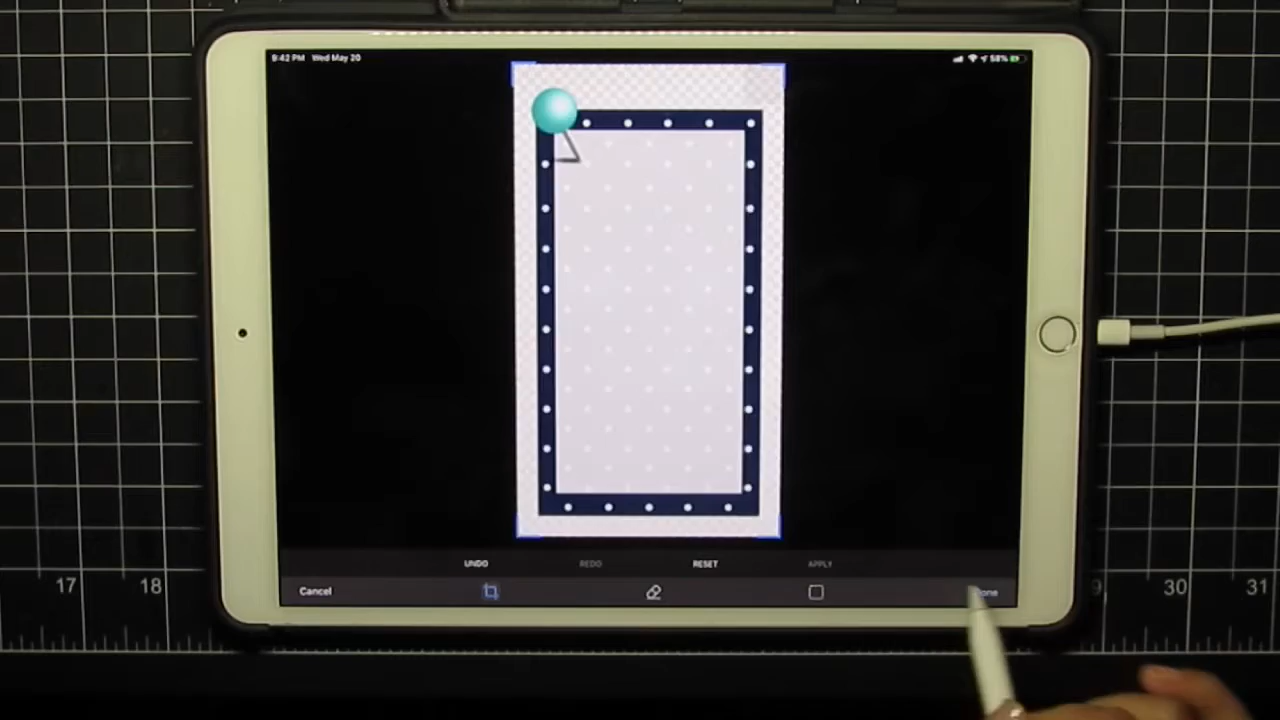 9:42 PM Wed May 20
58%
UNDO REDO RESET APPLY
Cancel
17 18 30 31